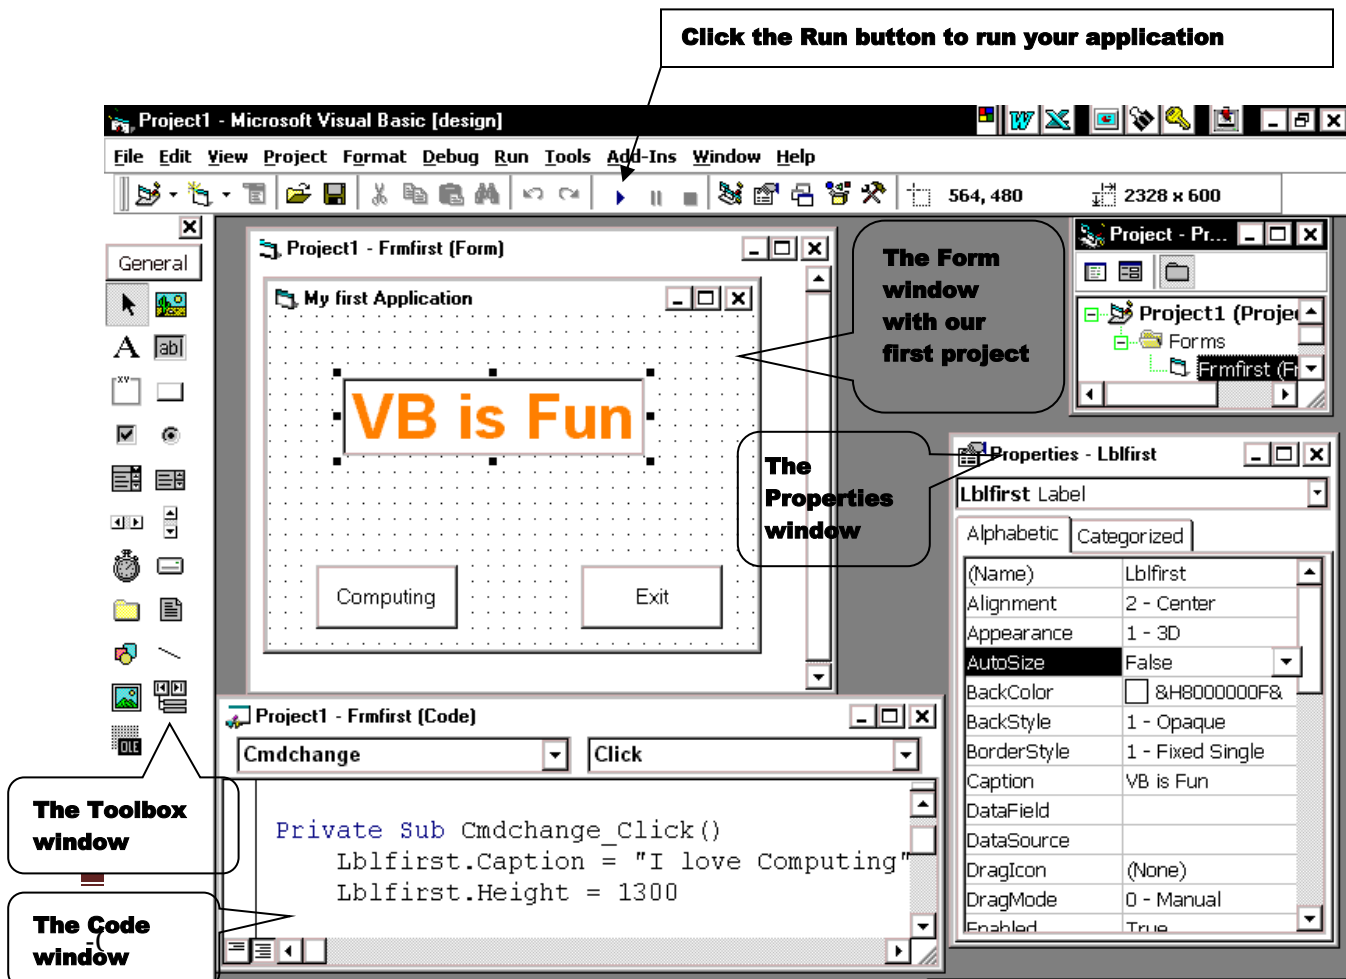 Click the Run button to run your application
Project1 - Microsoft Visual Basic [design]
File Edit View Project Format Debug Run Tools Add-Ins Window Help
564, 480
2328 x 600
General
A
ab|
XY
OLE
Project1 - Frmfirst (Form)
My first Application
VB is Fun
Computing
Exit
The Form
window
with our
first project
Project - Pr...
Project1 (Projec
Forms
Frmfirst (Fr
The
Properties
window
Properties - Lblfirst
Lblfirst Label
Alphabetic Categorized
(Name) Lblfirst
Alignment 2 - Center
Appearance 1 - 3D
AutoSize False
BackColor &H8000000F&
BackStyle 1 - Opaque
BorderStyle 1 - Fixed Single
Caption VB is Fun
DataField
DataSource
DragIcon (None)
DragMode 0 - Manual
Enabled True
Project1 - Frmfirst (Code)
Cmdchange Click
Private Sub Cmdchange_Click()
Lblfirst.Caption = "I love Computing"
Lblfirst.Height = 1300
The Toolbox
window
The Code
window